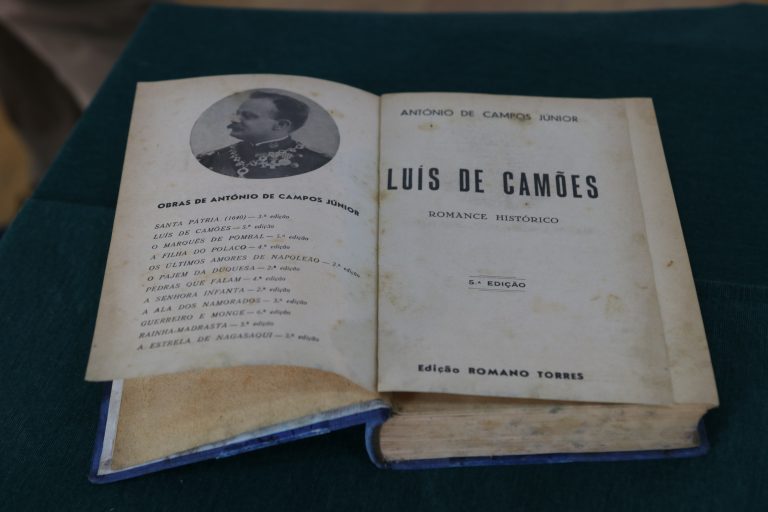 OBRAS DE ANTÓNIO DE CAMPOS JÚNIOR
SANTA PÁTRIA (1640) — 3.ª edição
LUÍS DE CAMÕES — 5.ª edição
O MARQUÊS DE POMBAL — 5.ª edição
A FILHA DO POLACO — 4.ª edição
OS ÚLTIMOS AMORES DE NAPOLEÃO — 2.ª edição
O PAJEM DA DUQUESA — 2.ª edição
PEDRAS QUE FALAM — 4.ª edição
A SENHORA INFANTA — 2.ª edição
A ALA DOS NAMORADOS — 5.ª edição
GUERREIRO E MONGE — 6.ª edição
RAINHA-MADRASTA — 3.ª edição
A ESTRELA DE NAGASAQUI — 3.ª edição
ANTÓNIO DE CAMPOS JÚNIOR
LUÍS DE CAMÕES
ROMANCE HISTÓRICO
5.ª EDIÇÃO
Edição ROMANO TORRES